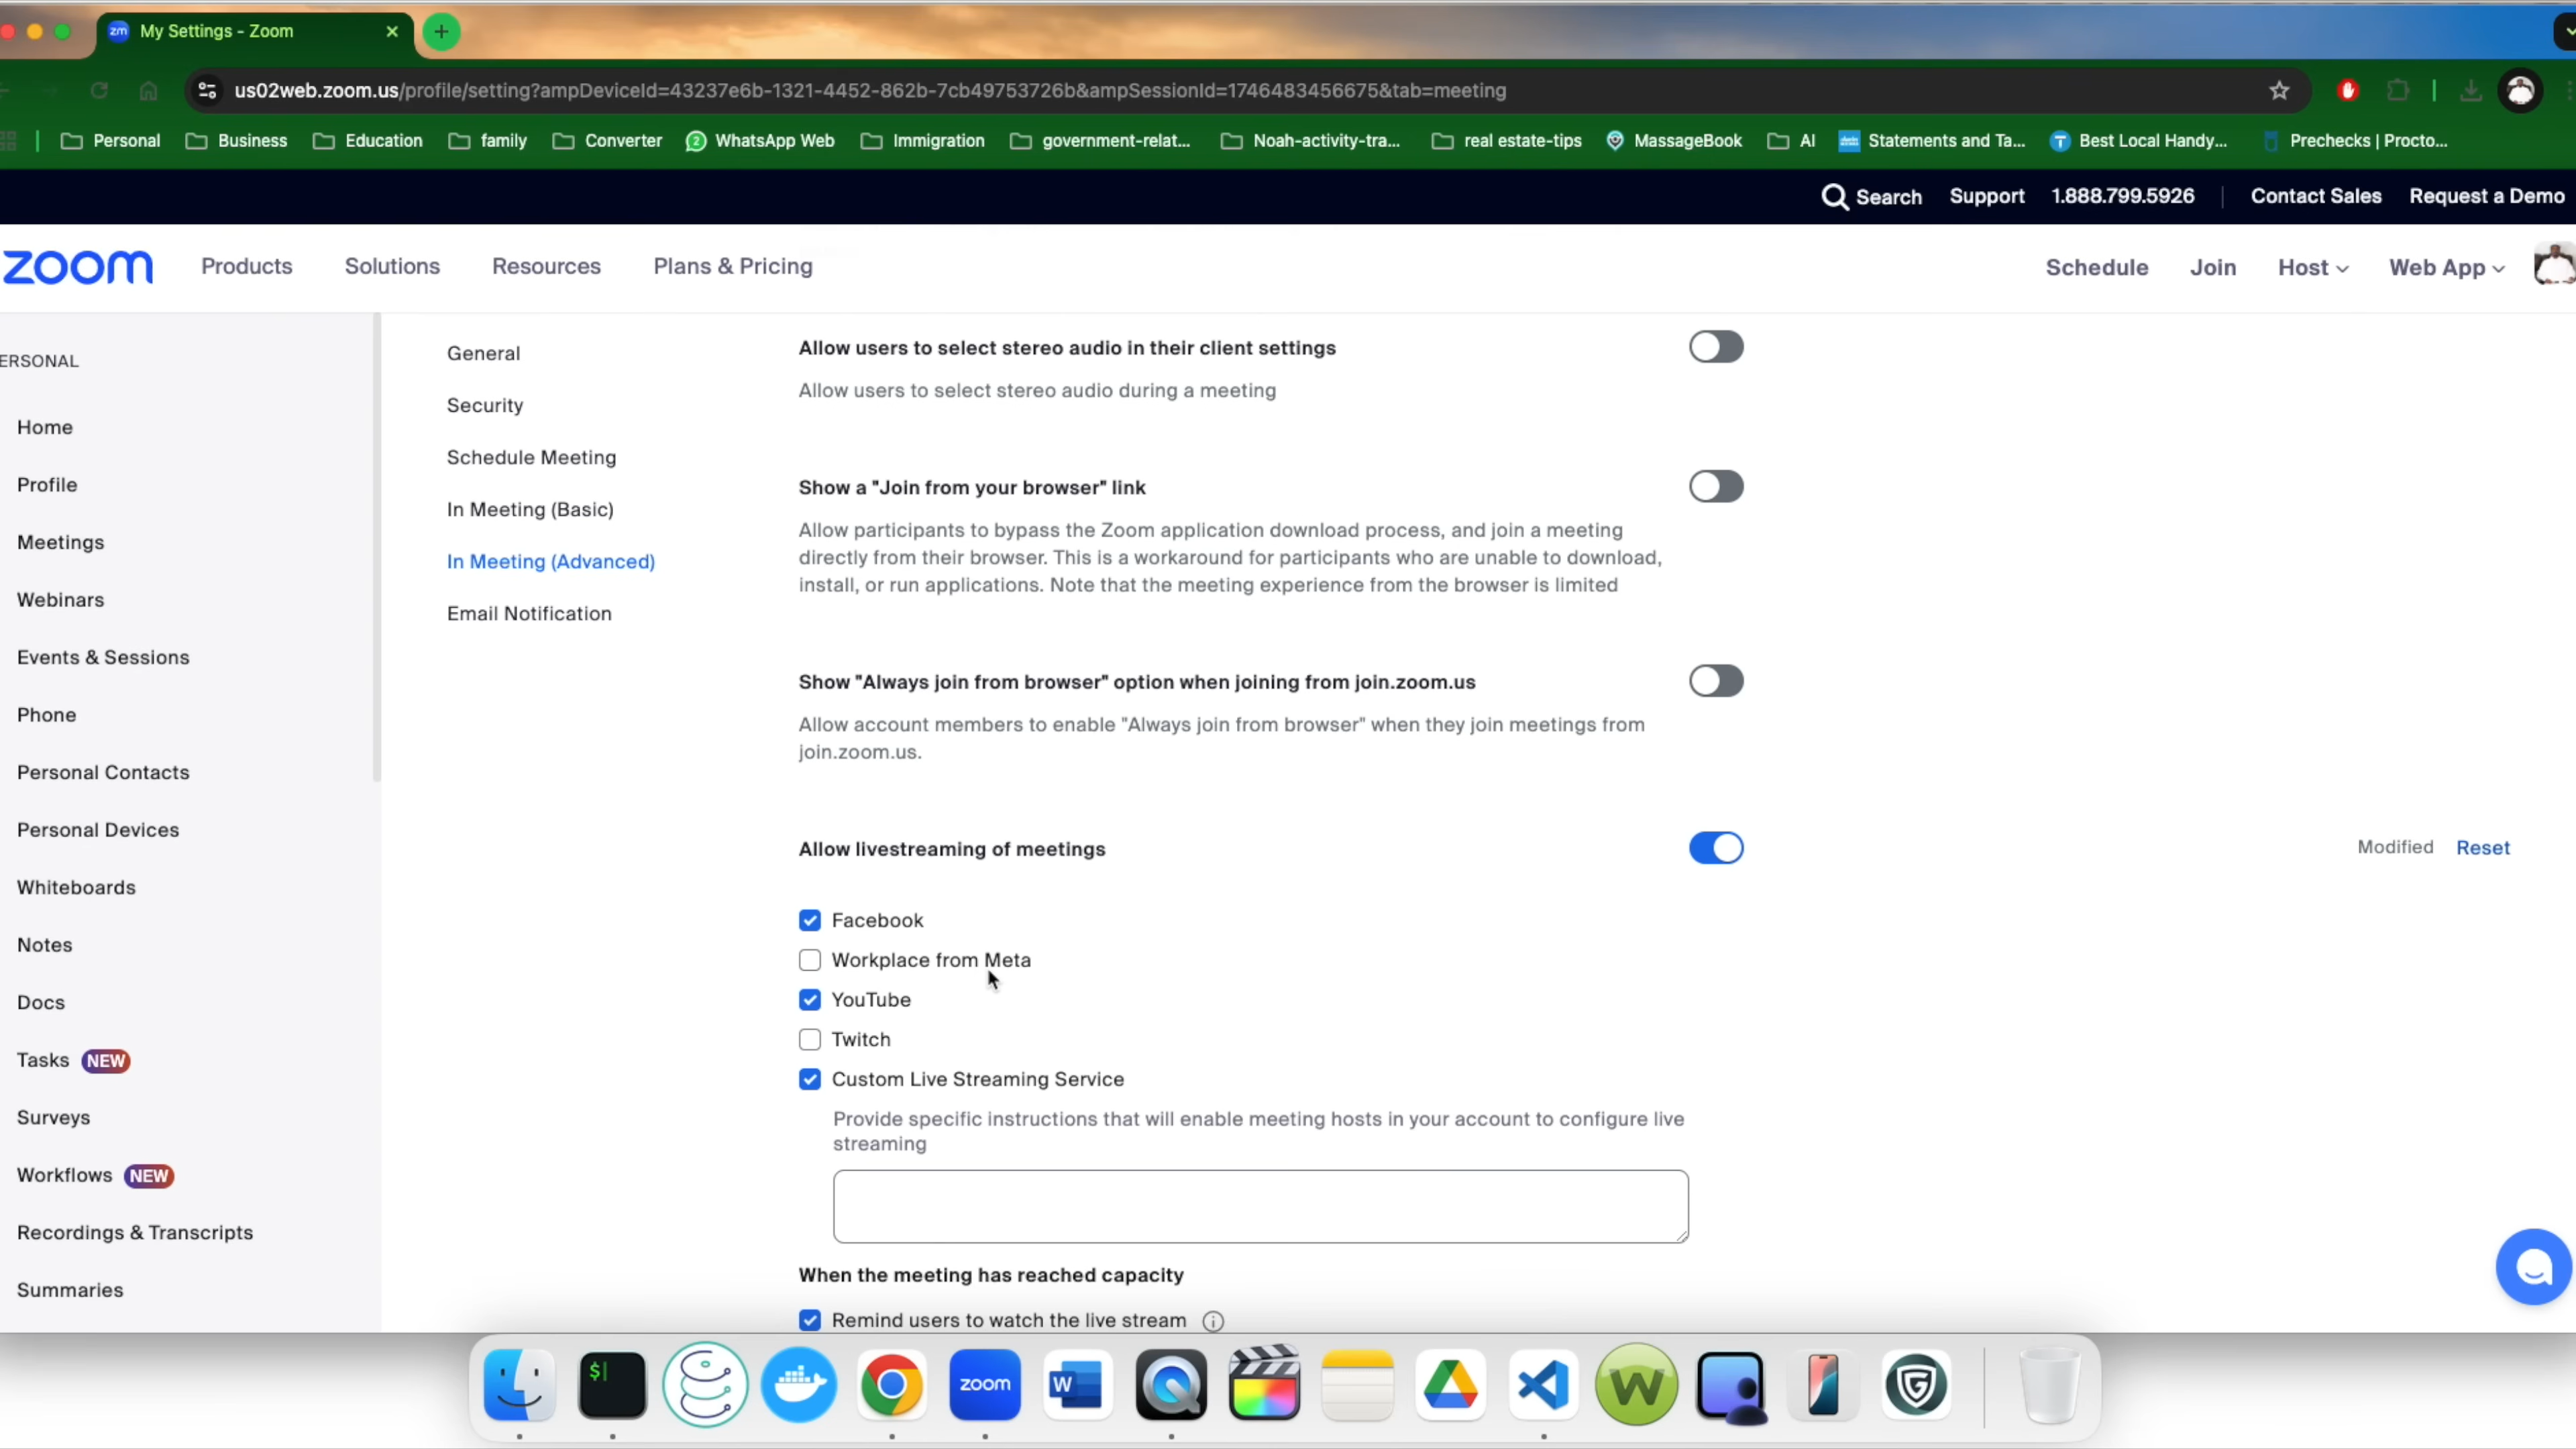 My Settings - Zoom
us02web.zoom.us/profile/setting?ampDeviceId=43237e6b-1321-4452-862b-7cb49753726b&ampSessionId=1746483456675&tab=meeting
Personal Business Education family Converter WhatsApp Web Immigration government-relat... Noah-activity-tra... real estate-tips MassageBook AI Statements and Ta... Best Local Handy... Prechecks | Procto...
Search Support 1.888.799.5926 Contact Sales Request a Demo
zoom Products Solutions Resources Plans & Pricing Schedule Join Host Web App
ERSONAL
Home
Profile
Meetings
Webinars
Events & Sessions
Phone
Personal Contacts
Personal Devices
Whiteboards
Notes
Docs
Tasks NEW
Surveys
Workflows NEW
Recordings & Transcripts
Summaries
General
Security
Schedule Meeting
In Meeting (Basic)
In Meeting (Advanced)
Email Notification
Allow users to select stereo audio in their client settings
Allow users to select stereo audio during a meeting
Show a "Join from your browser" link
Allow participants to bypass the Zoom application download process, and join a meeting
directly from their browser. This is a workaround for participants who are unable to download,
install, or run applications. Note that the meeting experience from the browser is limited
Show "Always join from browser" option when joining from join.zoom.us
Allow account members to enable "Always join from browser" when they join meetings from
join.zoom.us.
Allow livestreaming of meetings
Modified Reset
Facebook
Workplace from Meta
YouTube
Twitch
Custom Live Streaming Service
Provide specific instructions that will enable meeting hosts in your account to configure live
streaming
When the meeting has reached capacity
Remind users to watch the live stream
zoom